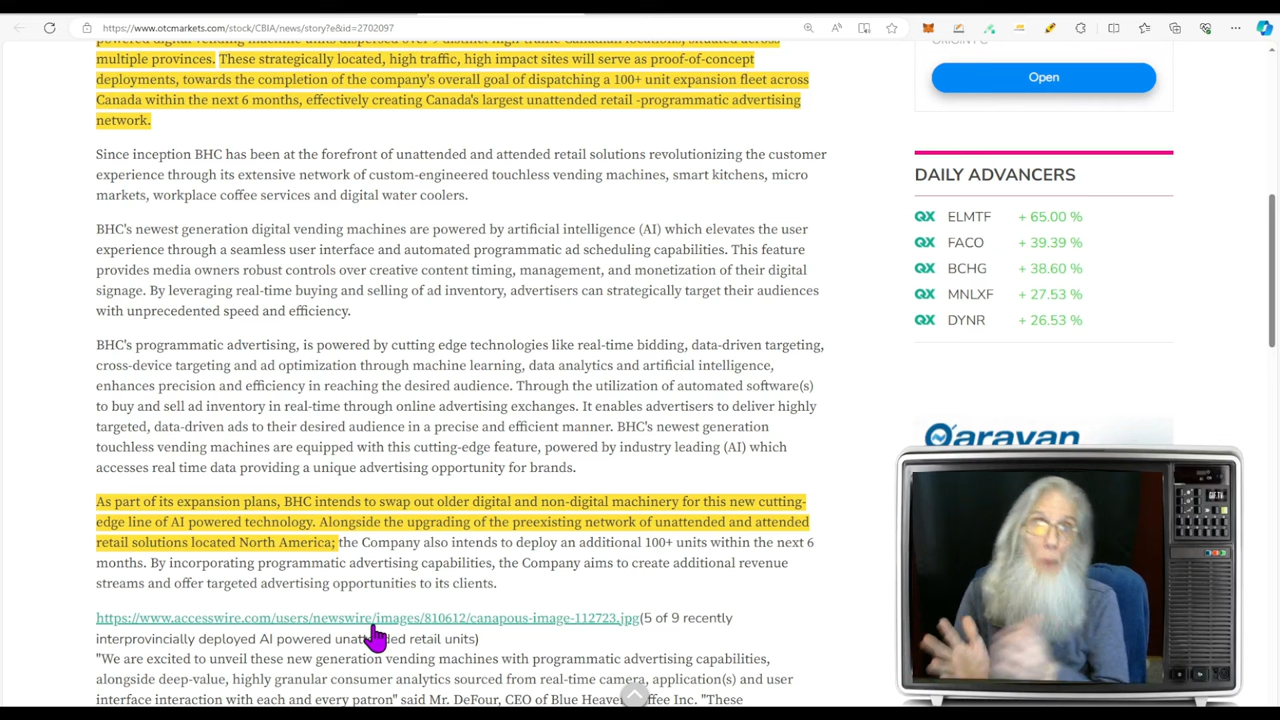 https://www.otcmarkets.com/stock/CBIA/news/story?e&id=2702097
multiple provinces. These strategically located, high traffic, high impact sites will serve as proof-of-concept
deployments, towards the completion of the company's overall goal of dispatching a 100+ unit expansion fleet across
Canada within the next 6 months, effectively creating Canada's largest unattended retail -programmatic advertising
network.
Since inception BHC has been at the forefront of unattended and attended retail solutions revolutionizing the customer
experience through its extensive network of custom-engineered touchless vending machines, smart kitchens, micro
markets, workplace coffee services and digital water coolers.
BHC's newest generation digital vending machines are powered by artificial intelligence (AI) which elevates the user
experience through a seamless user interface and automated programmatic ad scheduling capabilities. This feature
provides media owners robust controls over creative content timing, management, and monetization of their digital
signage. By leveraging real-time buying and selling of ad inventory, advertisers can strategically target their audiences
with unprecedented speed and efficiency.
BHC's programmatic advertising, is powered by cutting edge technologies like real-time bidding, data-driven targeting,
cross-device targeting and ad optimization through machine learning, data analytics and artificial intelligence,
enhances precision and efficiency in reaching the desired audience. Through the utilization of automated software(s)
to buy and sell ad inventory in real-time through online advertising exchanges. It enables advertisers to deliver highly
targeted, data-driven ads to their desired audience in a precise and efficient manner. BHC's newest generation
touchless vending machines are equipped with this cutting-edge feature, powered by industry leading (AI) which
accesses real time data providing a unique advertising opportunity for brands.
As part of its expansion plans, BHC intends to swap out older digital and non-digital machinery for this new cutting-
edge line of AI powered technology. Alongside the upgrading of the preexisting network of unattended and attended
retail solutions located North America; the Company also intends to deploy an additional 100+ units within the next 6
months. By incorporating programmatic advertising capabilities, the Company aims to create additional revenue
streams and offer targeted advertising opportunities to its clients.
https://www.accesswire.com/users/newswire/images/810612/canapous-image-112723.jpg(5 of 9 recently
interprovincially deployed AI powered retail units)
"We are excited to unveil these new generation vending programmatic advertising capabilities,
alongside deep-value, highly granular consumer analytics sourced from real-time camera, application(s) and user
interface interaction with each and every patron" said Mr. DeFour, CEO of Blue "These
Open
DAILY ADVANCERS
QX ELMTF + 65.00 %
QX FACO + 39.39 %
QX BCHG + 38.60 %
QX MNLXF + 27.53 %
QX DYNR + 26.53 %
GIF.TV